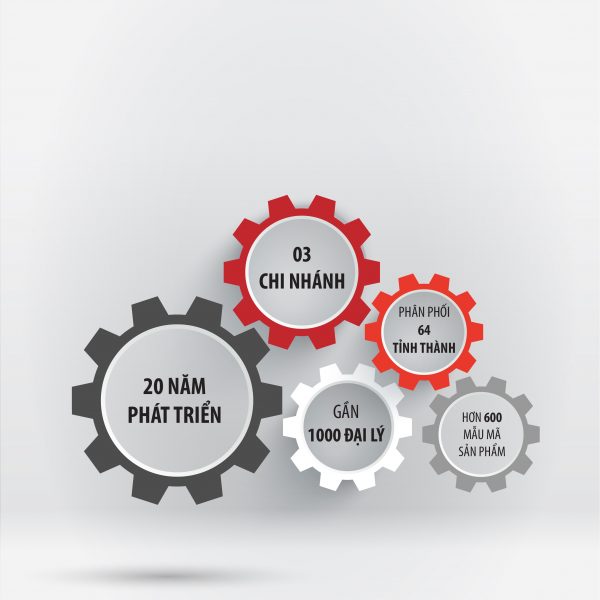 03
CHI NHÁNH
PHÂN PHỐI
64
TỈNH THÀNH
20 NĂM
PHÁT TRIỂN
GẦN
1000 ĐẠI LÝ
HƠN 600
MẪU MÃ
SẢN PHẨM